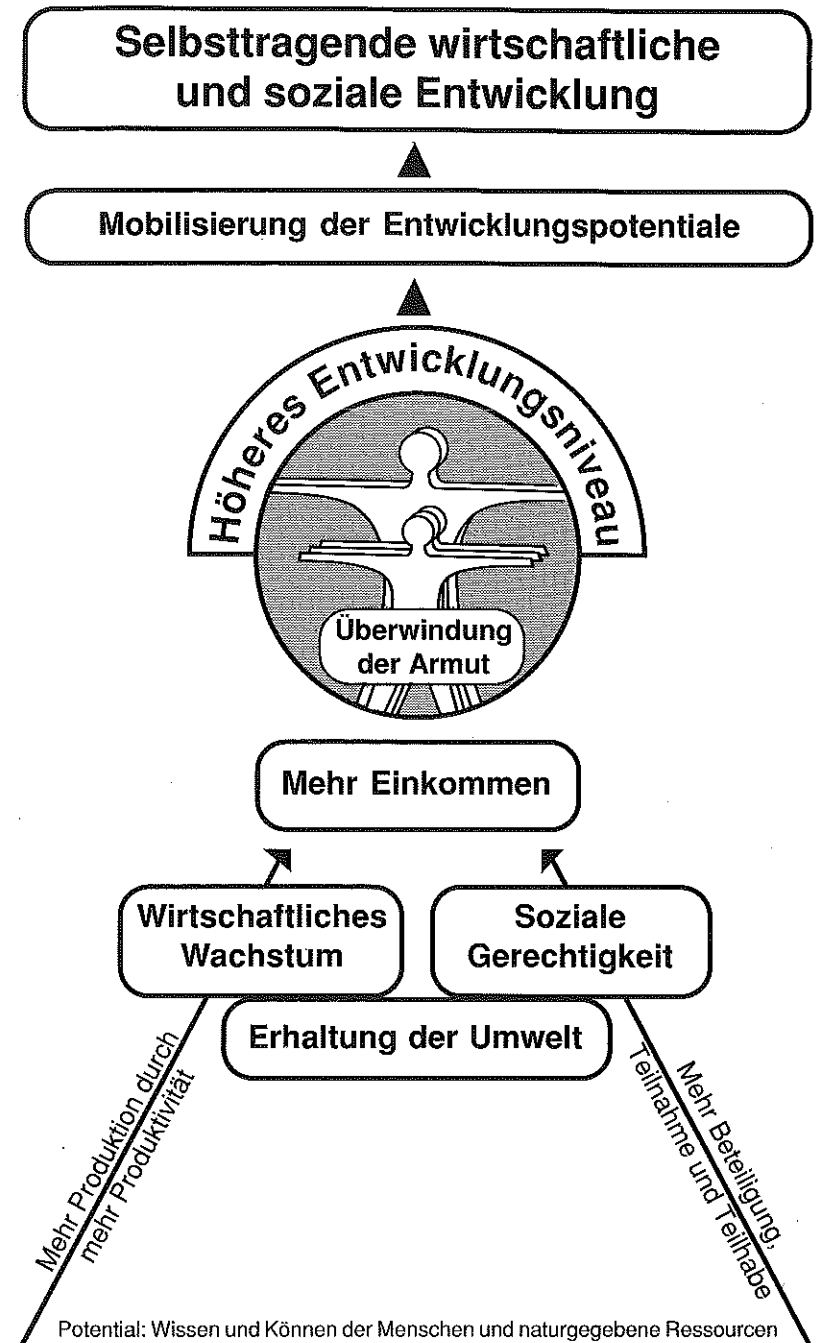 Selbsttragende wirtschaftliche
und soziale Entwicklung
Mobilisierung der Entwicklungspotentiale
Höheres Entwicklungsniveau
Überwindung
der Armut
Mehr Einkommen
Wirtschaftliches
Wachstum
Soziale
Gerechtigkeit
Erhaltung der Umwelt
Mehr Produktion durch
mehr Produktivität
Mehr Beteiligung,
Teilnahme und Teilhabe
Potential: Wissen und Können der Menschen und naturgegebene Ressourcen